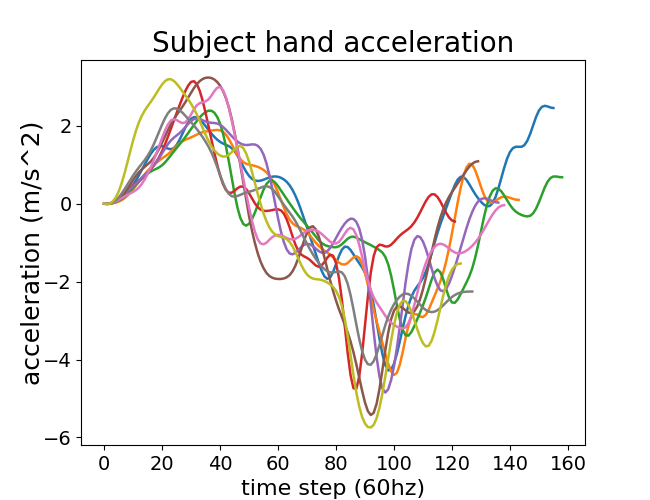 Subject hand acceleration
acceleration (m/s^2)
2
0
−2
−4
−6
0 20 40 60 80 100 120 140 160
time step (60hz)